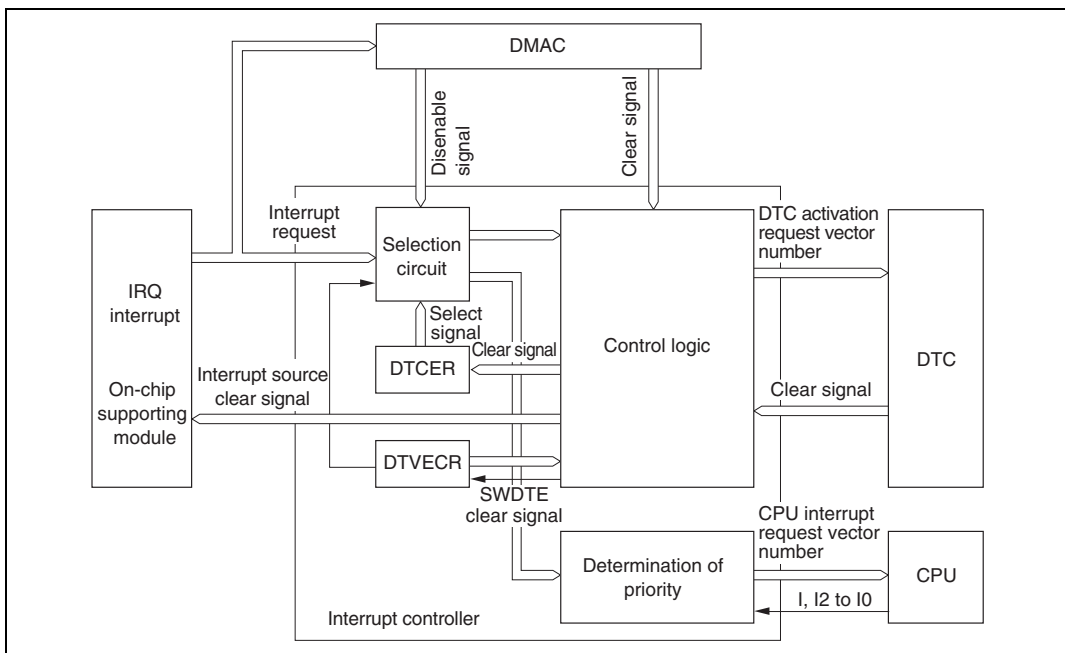 DMAC
Disenable
signal
Clear signal
Interrupt
request
Selection
circuit
DTC activation
request vector
number
IRQ
interrupt
On-chip
supporting
module
Select
signal
DTCER
Clear signal
Control logic
DTC
Interrupt source
clear signal
Clear signal
DTVECR
SWDTE
clear signal
CPU interrupt
request vector
number
Determination of
priority
CPU
I, I2 to I0
Interrupt controller